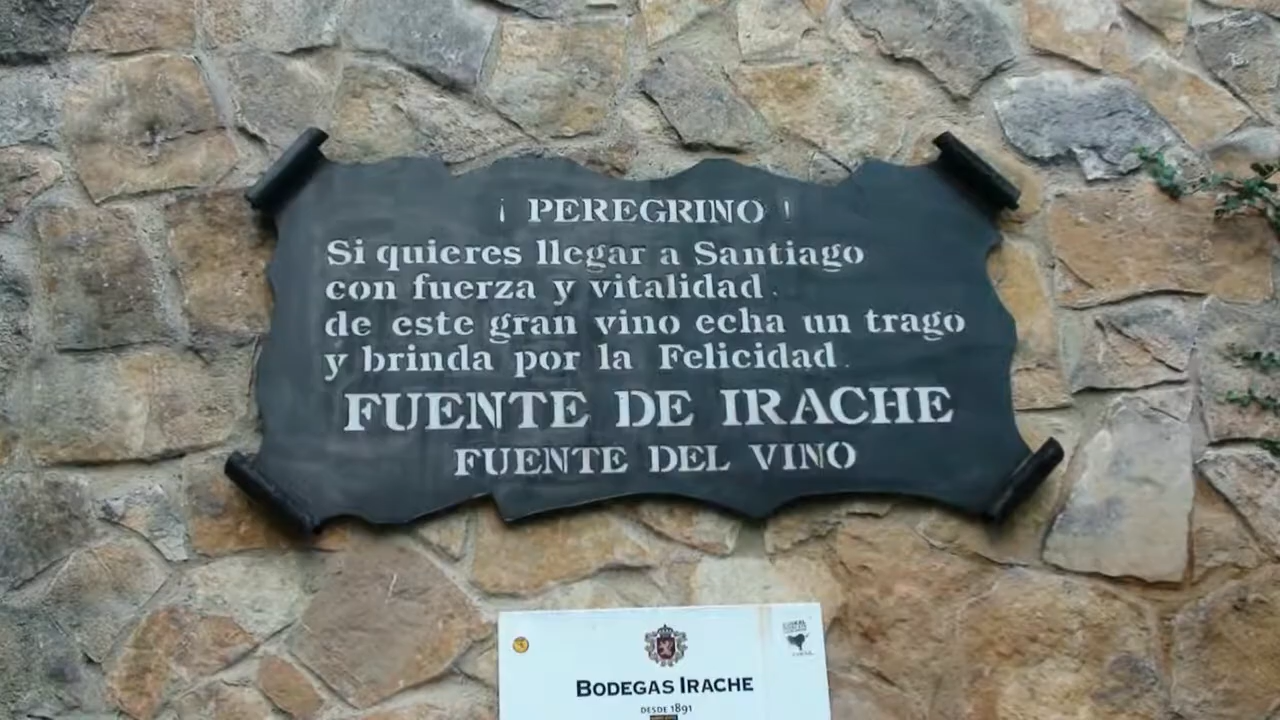 ¡ PEREGRINO !
Si quieres llegar a Santiago
con fuerza y vitalidad.
de este gran vino echa un trago
y brinda por la Felicidad.
FUENTE DE IRACHE
FUENTE DEL VINO
BODEGAS IRACHE
DESDE 1891